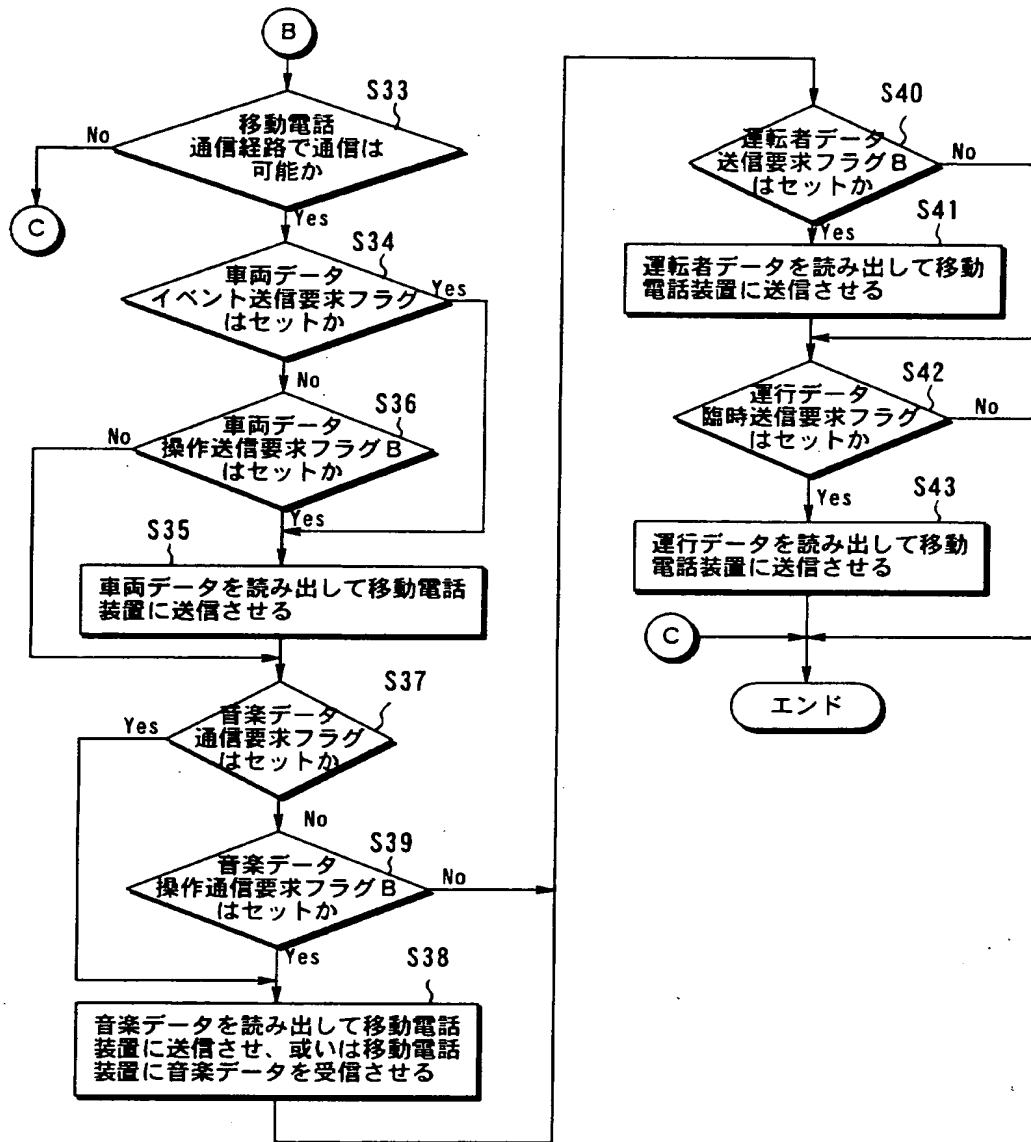 B
S33
移動電話
通信経路で通信は
可能か
No
C
Yes
S34
車両データ
イベント送信要求フラグ
はセットか
Yes
No
S36
車両データ
操作送信要求フラグB
はセットか
No
Yes
S35
車両データを読み出して移動電話
装置に送信させる
S37
音楽データ
通信要求フラグ
はセットか
Yes
No
S39
音楽データ
操作通信要求フラグB
はセットか
No
Yes
S38
音楽データを読み出して移動電話
装置に送信させ、或いは移動電話
装置に音楽データを受信させる
S40
運転者データ
送信要求フラグB
はセットか
No
Yes
S41
運転者データを読み出して移動
電話装置に送信させる
S42
運行データ
臨時送信要求フラグ
はセットか
No
Yes
S43
運行データを読み出して移動
電話装置に送信させる
C
エンド